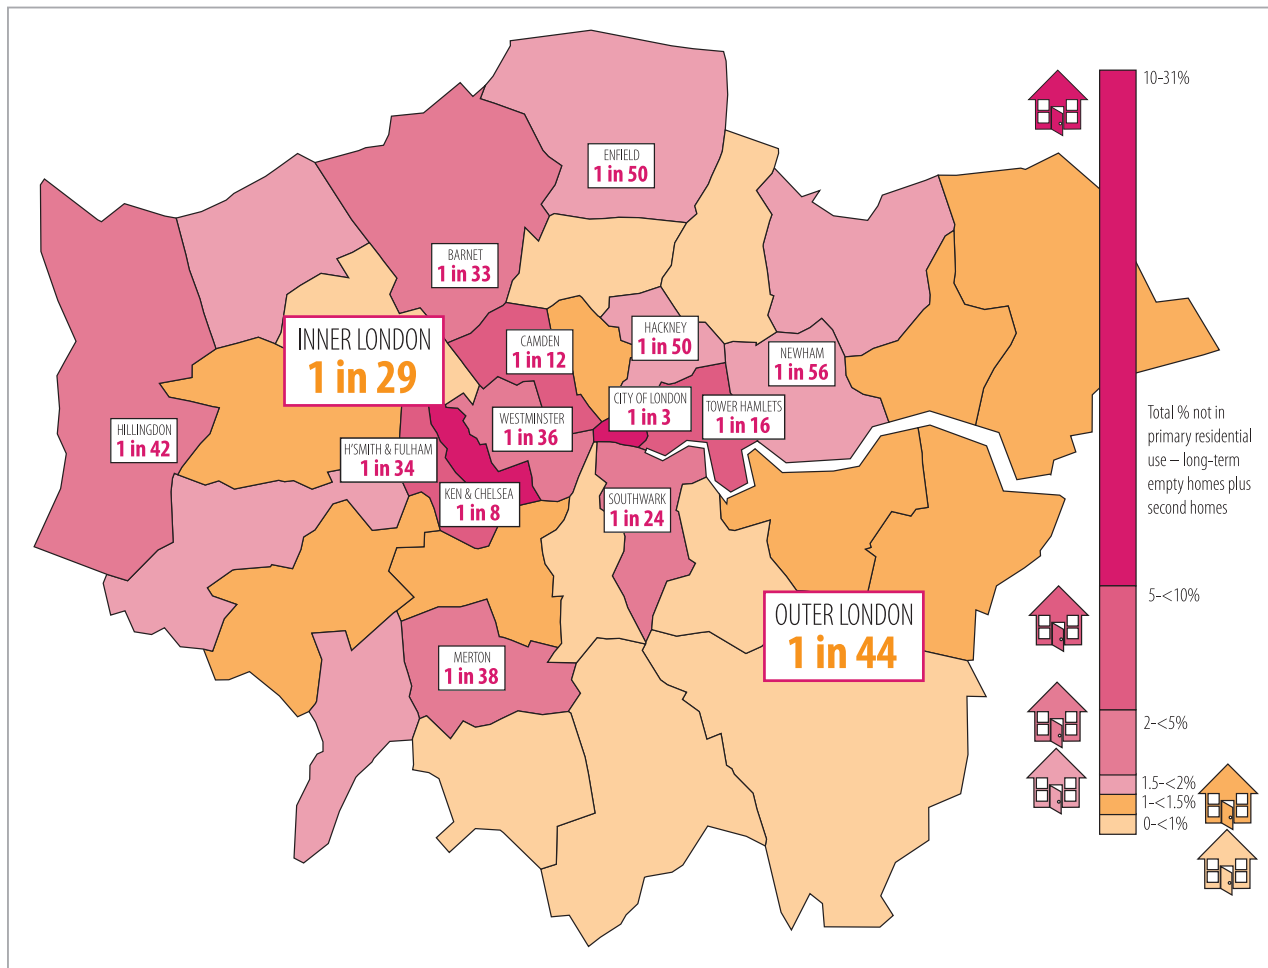 ENFIELD
1 in 50
BARNET
1 in 33
INNER LONDON
1 in 29
CAMDEN
1 in 12
HACKNEY
1 in 50
NEWHAM
1 in 56
CITY OF LONDON
1 in 3
TOWER HAMLETS
1 in 16
WESTMINSTER
1 in 36
HILLINGDON
1 in 42
H'SMITH & FULHAM
1 in 34
KEN & CHELSEA
1 in 8
SOUTHWARK
1 in 24
OUTER LONDON
1 in 44
MERTON
1 in 38
10-31%
Total % not in
primary residential
use – long-term
empty homes plus
second homes
5-<10%
2-<5%
1.5-<2%
1-<1.5%
0-<1%